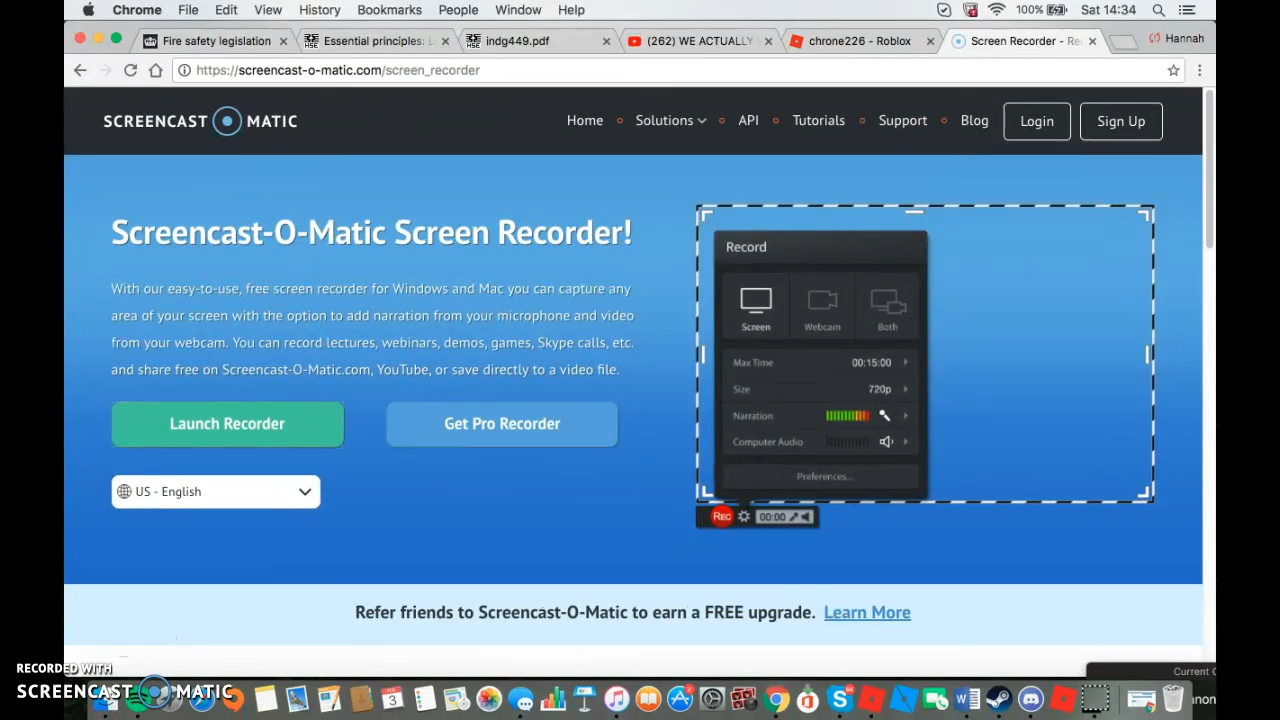 Chrome File Edit View History Bookmarks People Window Help 100% Sat 14:34
Fire safety legislation Essential principles: L indg449.pdf (262) WE ACTUALLY chrone226 - Roblox Screen Recorder - Re Hannah
https://screencast-o-matic.com/screen_recorder
SCREENCAST MATIC Home Solutions API Tutorials Support Blog Login Sign Up
Screencast-O-Matic Screen Recorder!
With our easy-to-use, free screen recorder for Windows and Mac you can capture any
area of your screen with the option to add narration from your microphone and video
from your webcam. You can record lectures, webinars, demos, games, Skype calls, etc.
and share free on Screencast-O-Matic.com, YouTube, or save directly to a video file.
Launch Recorder Get Pro Recorder
US - English
Record
Screen Webcam Both
Max Time 00:15:00
Size 720p
Narration
Computer Audio
Preferences...
REC 00:00
Refer friends to Screencast-O-Matic to earn a FREE upgrade. Learn More
Current
RECORDED WITH
SCREENCAST MATIC